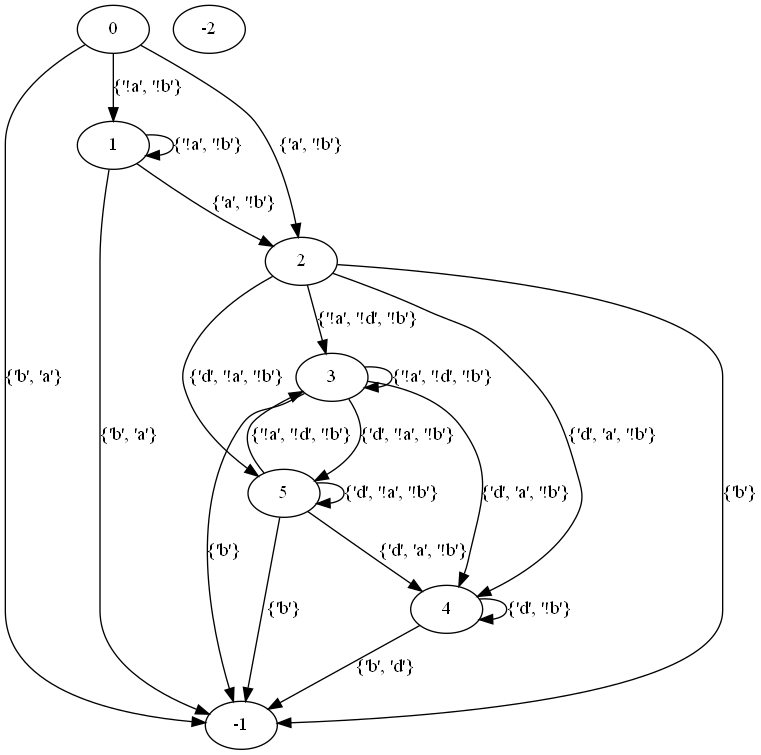 0
-2
{'!a', '!b'}
1
{'!a', '!b'}
{'a', '!b'}
{'a', '!b'}
2
{'!a', '!d', '!b'}
{'b', 'a'}
{'d', '!a', '!b'}
3
{'!a', '!d', '!b'}
{'b', 'a'}
{'!a', '!d', '!b'}
{'d', '!a', '!b'}
{'d', 'a', '!b'}
5
{'d', '!a', '!b'}
{'d', 'a', '!b'}
{'b'}
{'b'}
{'d', 'a', '!b'}
{'b'}
4
{'d', '!b'}
{'b', 'd'}
-1